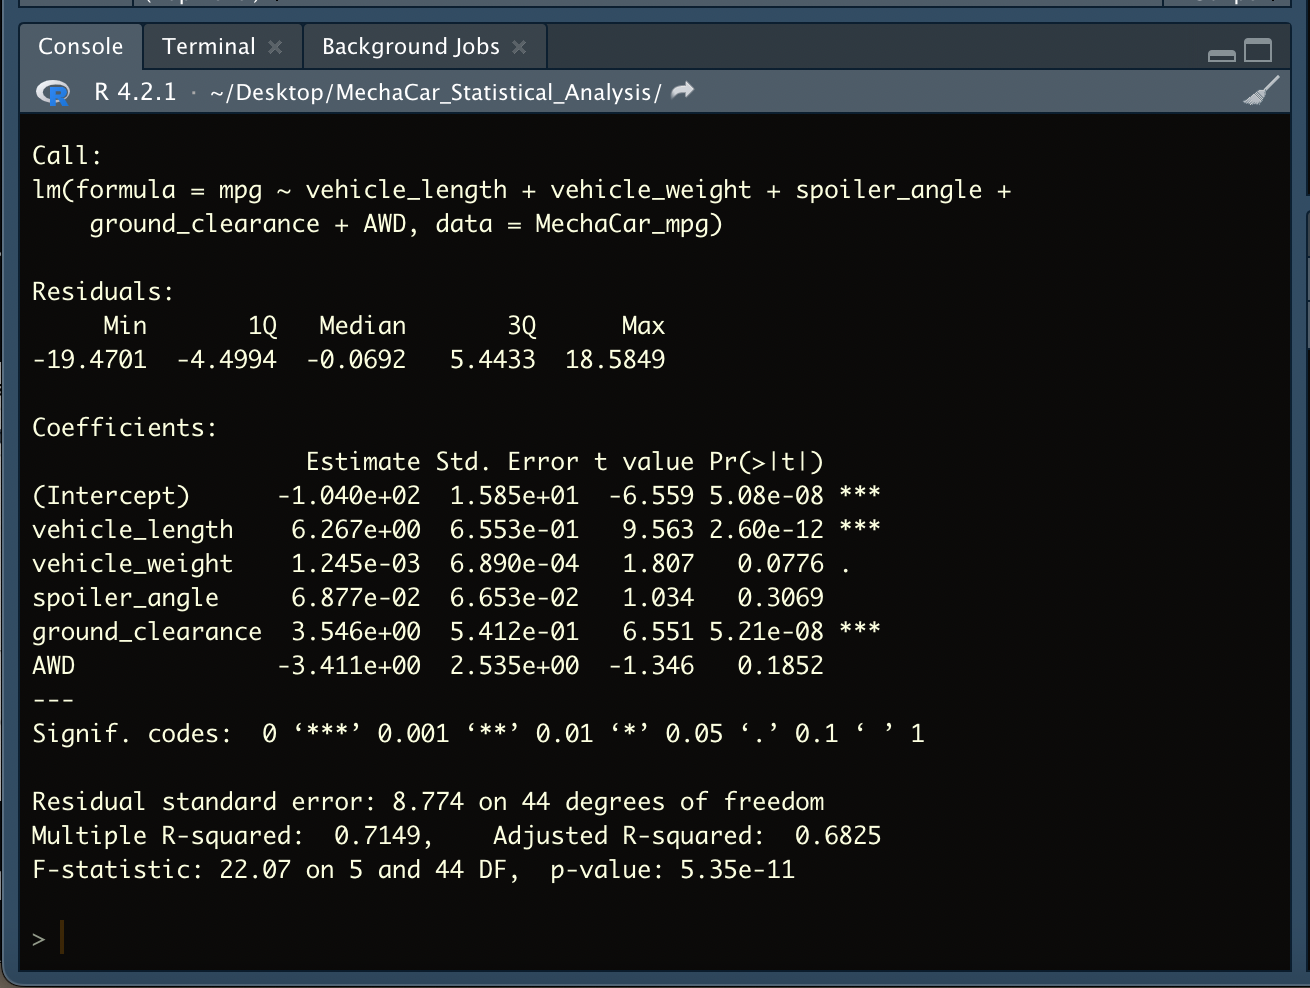 Console Terminal × Background Jobs ×
R R 4.2.1 · ~/Desktop/MechaCar_Statistical_Analysis/
Call:
lm(formula = mpg ~ vehicle_length + vehicle_weight + spoiler_angle +
    ground_clearance + AWD, data = MechaCar_mpg)
Residuals:
     Min       1Q   Median       3Q      Max
-19.4701  -4.4994  -0.0692   5.4433  18.5849
Coefficients:
                   Estimate Std. Error t value Pr(>|t|)
(Intercept)      -1.040e+02  1.585e+01  -6.559 5.08e-08 ***
vehicle_length    6.267e+00  6.553e-01   9.563 2.60e-12 ***
vehicle_weight    1.245e-03  6.890e-04   1.807   0.0776 .
spoiler_angle     6.877e-02  6.653e-02   1.034   0.3069
ground_clearance  3.546e+00  5.412e-01   6.551 5.21e-08 ***
AWD              -3.411e+00  2.535e+00  -1.346   0.1852
---
Signif. codes:  0 ‘***’ 0.001 ‘**’ 0.01 ‘*’ 0.05 ‘.’ 0.1 ‘ ’ 1
Residual standard error: 8.774 on 44 degrees of freedom
Multiple R-squared:  0.7149,    Adjusted R-squared:  0.6825
F-statistic: 22.07 on 5 and 44 DF,  p-value: 5.35e-11
>